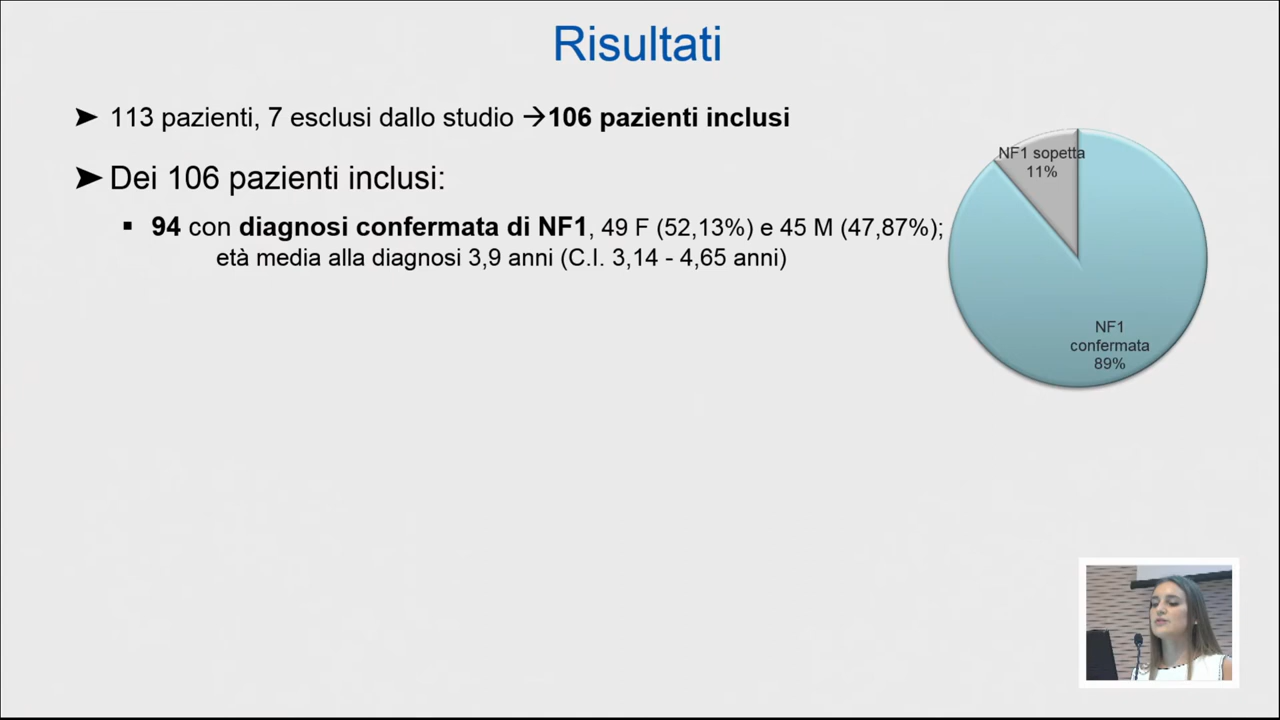 Risultati
➤ 113 pazienti, 7 esclusi dallo studio →106 pazienti inclusi
➤ Dei 106 pazienti inclusi:
▪ 94 con diagnosi confermata di NF1, 49 F (52,13%) e 45 M (47,87%);
età media alla diagnosi 3,9 anni (C.I. 3,14 - 4,65 anni)
NF1 sopetta
11%
NF1
confermata
89%